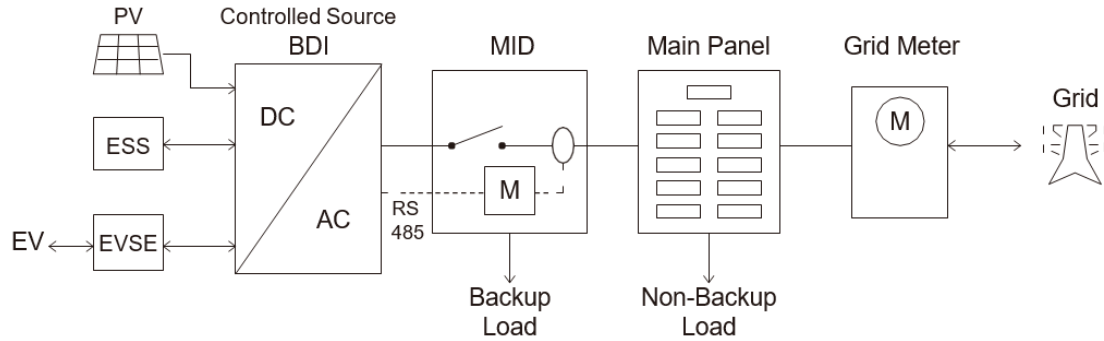 PV
Controlled Source
BDI
MID
Main Panel
Grid Meter
Grid
DC
M
ESS
M
AC
RS
485
EV
EVSE
Backup
Load
Non-Backup
Load